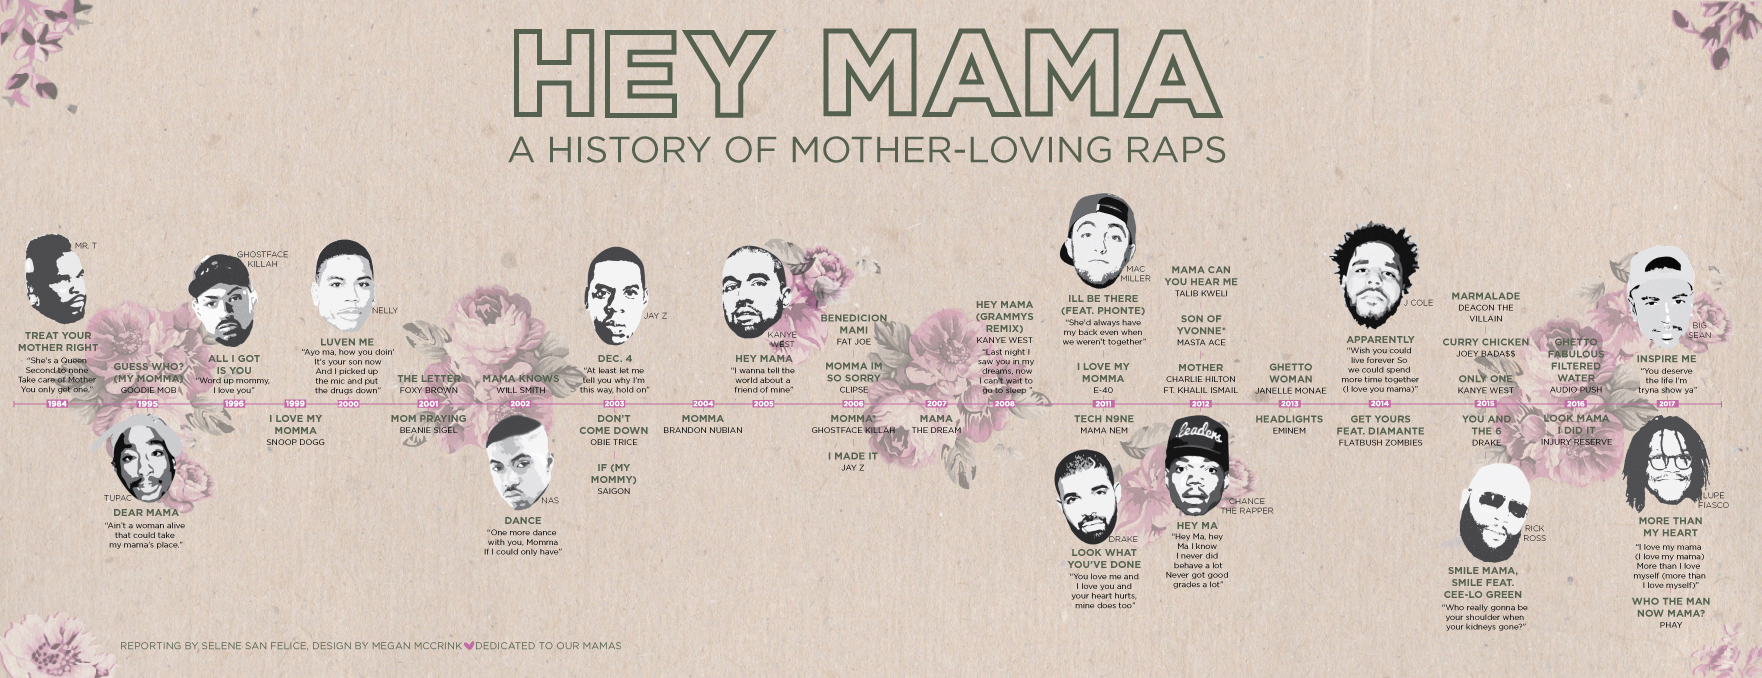 HEY MAMA
A HISTORY OF MOTHER-LOVING RAPS
MR. T
TREAT YOUR
MOTHER RIGHT
"She's a Queen
Second to none
Take care of Mother
You only get one."
1984
GUESS WHO?
(MY MOMMA)
GOODIE MOB
1995
TUPAC
DEAR MAMA
"Ain't a woman alive
that could take
my mama's place."
GHOSTFACE
KILLAH
ALL I GOT
IS YOU
"Word up mommy,
I love you"
1996
1999
I LOVE MY
MOMMA
SNOOP DOGG
NELLY
LUVEN ME
"Ayo ma, how you doin'
It's your son now
And I picked up
the mic and put
the drugs down"
2000
THE LETTER
FOXY BROWN
2001
MOM PRAYING
BEANIE SIGEL
MAMA KNOWS
WILL SMITH
2002
NAS
DANCE
"One more dance
with you, Momma
If I could only have"
JAY Z
DEC. 4
"At least let me
tell you why I'm
this way, hold on"
2003
DON'T
COME DOWN
OBIE TRICE
IF (MY
MOMMY)
SAIGON
2004
MOMMA
BRANDON NUBIAN
KANYE
WEST
HEY MAMA
"I wanna tell the
world about a
friend of mine"
2005
BENEDICION
MAMI
FAT JOE
MOMMA IM
SO SORRY
CLIPSE
2006
MOMMA"
GHOSTFACE KILLAH
I MADE IT
JAY Z
2007
MAMA
THE DREAM
HEY MAMA
(GRAMMYS
REMIX)
KANYE WEST
"Last night I
saw you in my
dreams, now
I can't wait to
go to sleep"
2008
MAC
MILLER
ILL BE THERE
(FEAT. PHONTE)
"She'd always have
my back even when
we weren't together"
I LOVE MY
MOMMA
E-40
2011
TECH N9NE
MAMA NEM
DRAKE
LOOK WHAT
YOU'VE DONE
"You love me and
I love you and
your heart hurts,
mine does too"
MAMA CAN
YOU HEAR ME
TALIB KWELI
SON OF
YVONNE"
MASTA ACE
MOTHER
CHARLIE HILTON
FT. KHALIL ISMAIL
2012
Leaders
CHANCE
THE RAPPER
HEY MA
"Hey Ma, hey
Ma I know
I never did
behave a lot
Never got good
grades a lot"
GHETTO
WOMAN
JANELLE MONAE
2013
HEADLIGHTS
EMINEM
J COLE
APPARENTLY
"Wish you could
live forever So
we could spend
more time together
(I love you mama)"
2014
GET YOURS
FEAT. DIAMANTE
FLATBUSH ZOMBIES
MARMALADE
DEACON THE
VILLAIN
CURRY CHICKEN
JOEY BADA$$
ONLY ONE
KANYE WEST
2015
YOU AND
THE 6
DRAKE
RICK
ROSS
SMILE MAMA,
SMILE FEAT.
CEE-LO GREEN
"Who really gonna be
your shoulder when
your kidneys gone?"
GHETTO
FABULOUS
FILTERED
WATER
AUDIO PUSH
2016
LOOK MAMA
I DID IT
INJURY RESERVE
BIG
SEAN
INSPIRE ME
"You deserve
the life I'm
tryna show ya"
2017
LUPE
FIASCO
MORE THAN
MY HEART
"I love my mama
(I love my mama)
More than I love
myself (more than
I love myself)"
WHO THE MAN
NOW MAMA?
PHAY
REPORTING BY SELENE SAN FELICE, DESIGN BY MEGAN MCCRINK DEDICATED TO OUR MAMAS